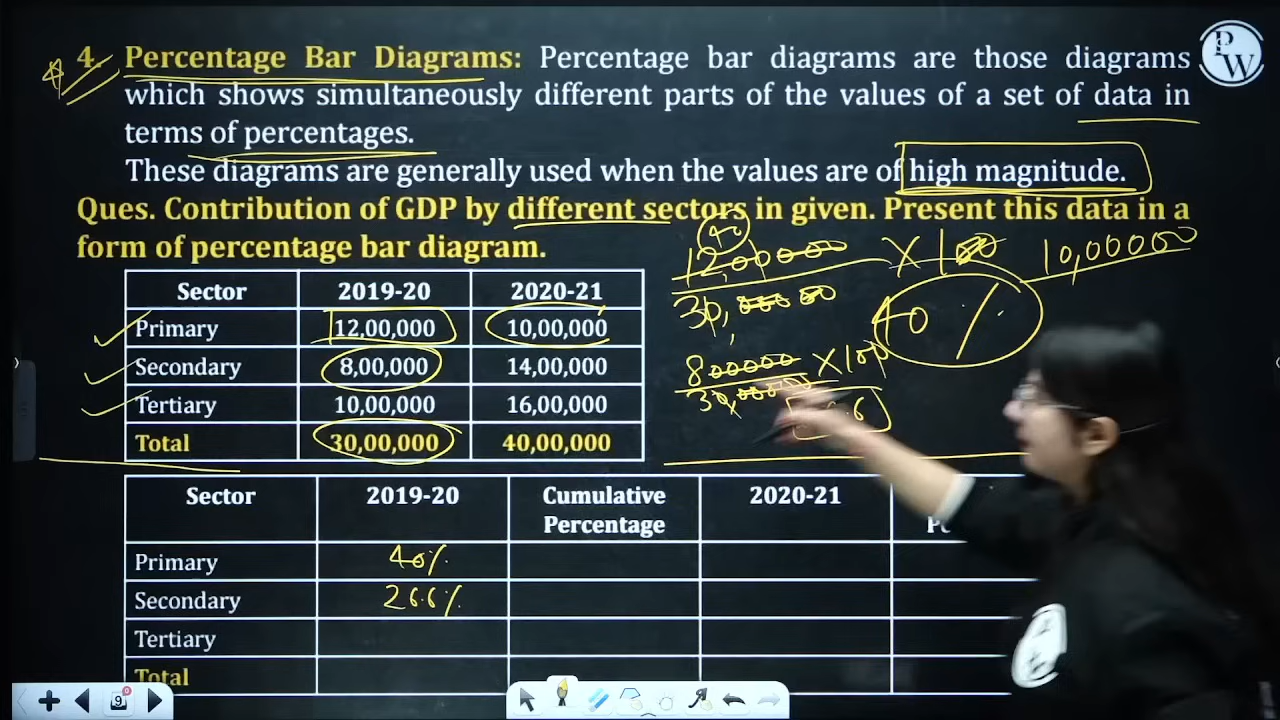 4. Percentage Bar Diagrams: Percentage bar diagrams are those diagrams
which shows simultaneously different parts of the values of a set of data in
terms of percentages.
These diagrams are generally used when the values are of high magnitude.
Ques. Contribution of GDP by different sectors in given. Present this data in a
form of percentage bar diagram.
PW
40
12,00000 X 100
30,00000
40 %
10,00000
Sector 2019-20 2020-21
Primary 12,00,000 10,00,000
Secondary 8,00,000 14,00,000
Tertiary 10,00,000 16,00,000
Total 30,00,000 40,00,000
800000 X 100
30,00000
Sector 2019-20 Cumulative Percentage 2020-21
Primary 40%
Secondary 26.6%
Tertiary
Total
9
0